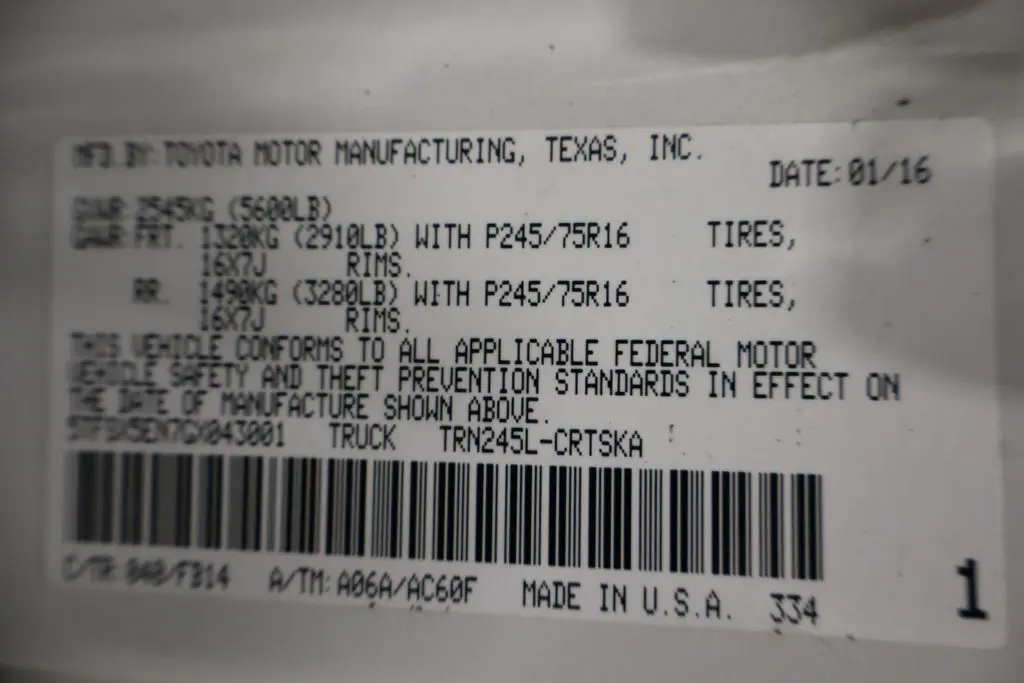 MFD.BY: TOYOTA MOTOR MANUFACTURING, TEXAS, INC.
DATE: 01/16
GVWR 2545KG (5600LB)
GAWR FRT. 1320KG (2910LB) WITH P245/75R16 TIRES,
16X7J RIMS.
RR. 1490KG (3280LB) WITH P245/75R16 TIRES,
16X7J RIMS.
THIS VEHICLE CONFORMS TO ALL APPLICABLE FEDERAL MOTOR
VEHICLE SAFETY AND THEFT PREVENTION STANDARDS IN EFFECT ON
THE DATE OF MANUFACTURE SHOWN ABOVE.
TRUCK TRN245L-CRTSKA
C/TR: 040/FB14 A/TM: A06A/AC60F MADE IN U.S.A. 334
1